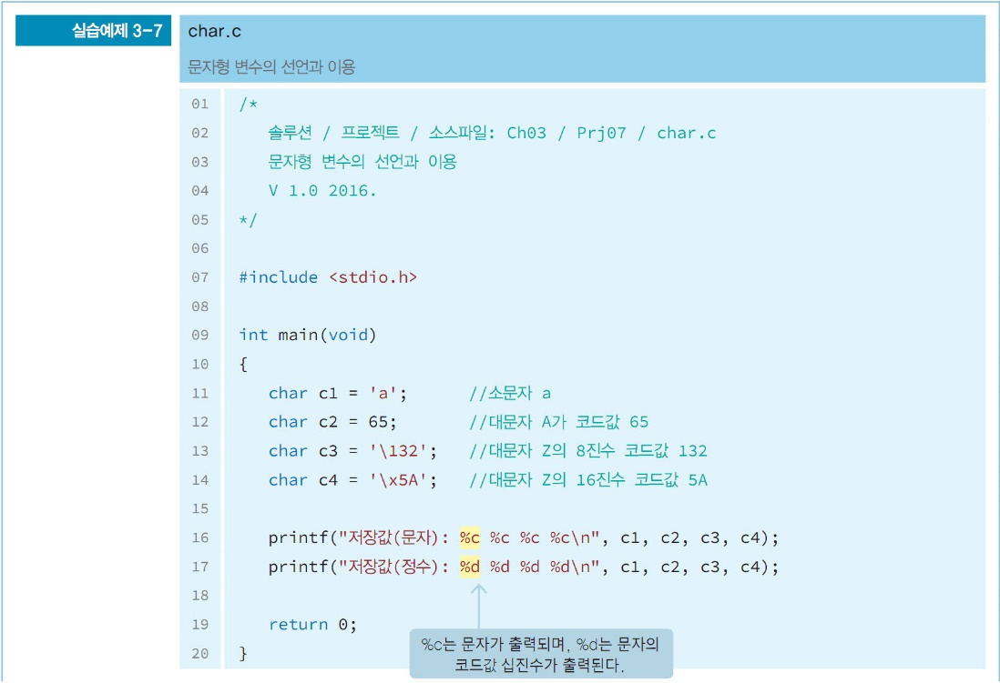 실습예제 3-7
char.c
문자형 변수의 선언과 이용
01 /*
02 솔루션 / 프로젝트 / 소스파일: Ch03 / Prj07 / char.c
03 문자형 변수의 선언과 이용
04 V 1.0 2016.
05 */
06
07 #include <stdio.h>
08
09 int main(void)
10 {
11 char c1 = 'a'; //소문자 a
12 char c2 = 65; //대문자 A가 코드값 65
13 char c3 = '\132'; //대문자 Z의 8진수 코드값 132
14 char c4 = '\x5A'; //대문자 Z의 16진수 코드값 5A
15
16 printf("저장값(문자): %c %c %c %c\n", c1, c2, c3, c4);
17 printf("저장값(정수): %d %d %d %d\n", c1, c2, c3, c4);
18
19 return 0;
20 }
%c는 문자가 출력되며, %d는 문자의
코드값 십진수가 출력된다.